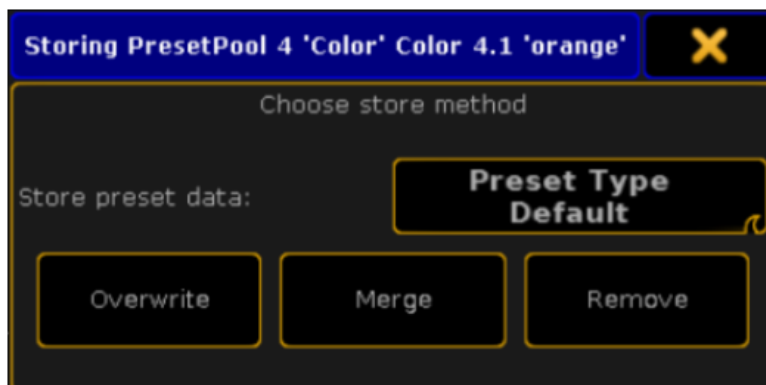 Storing PresetPool 4 'Color' Color 4.1 'orange'
Choose store method
Store preset data:
Preset Type
Default
Overwrite
Merge
Remove